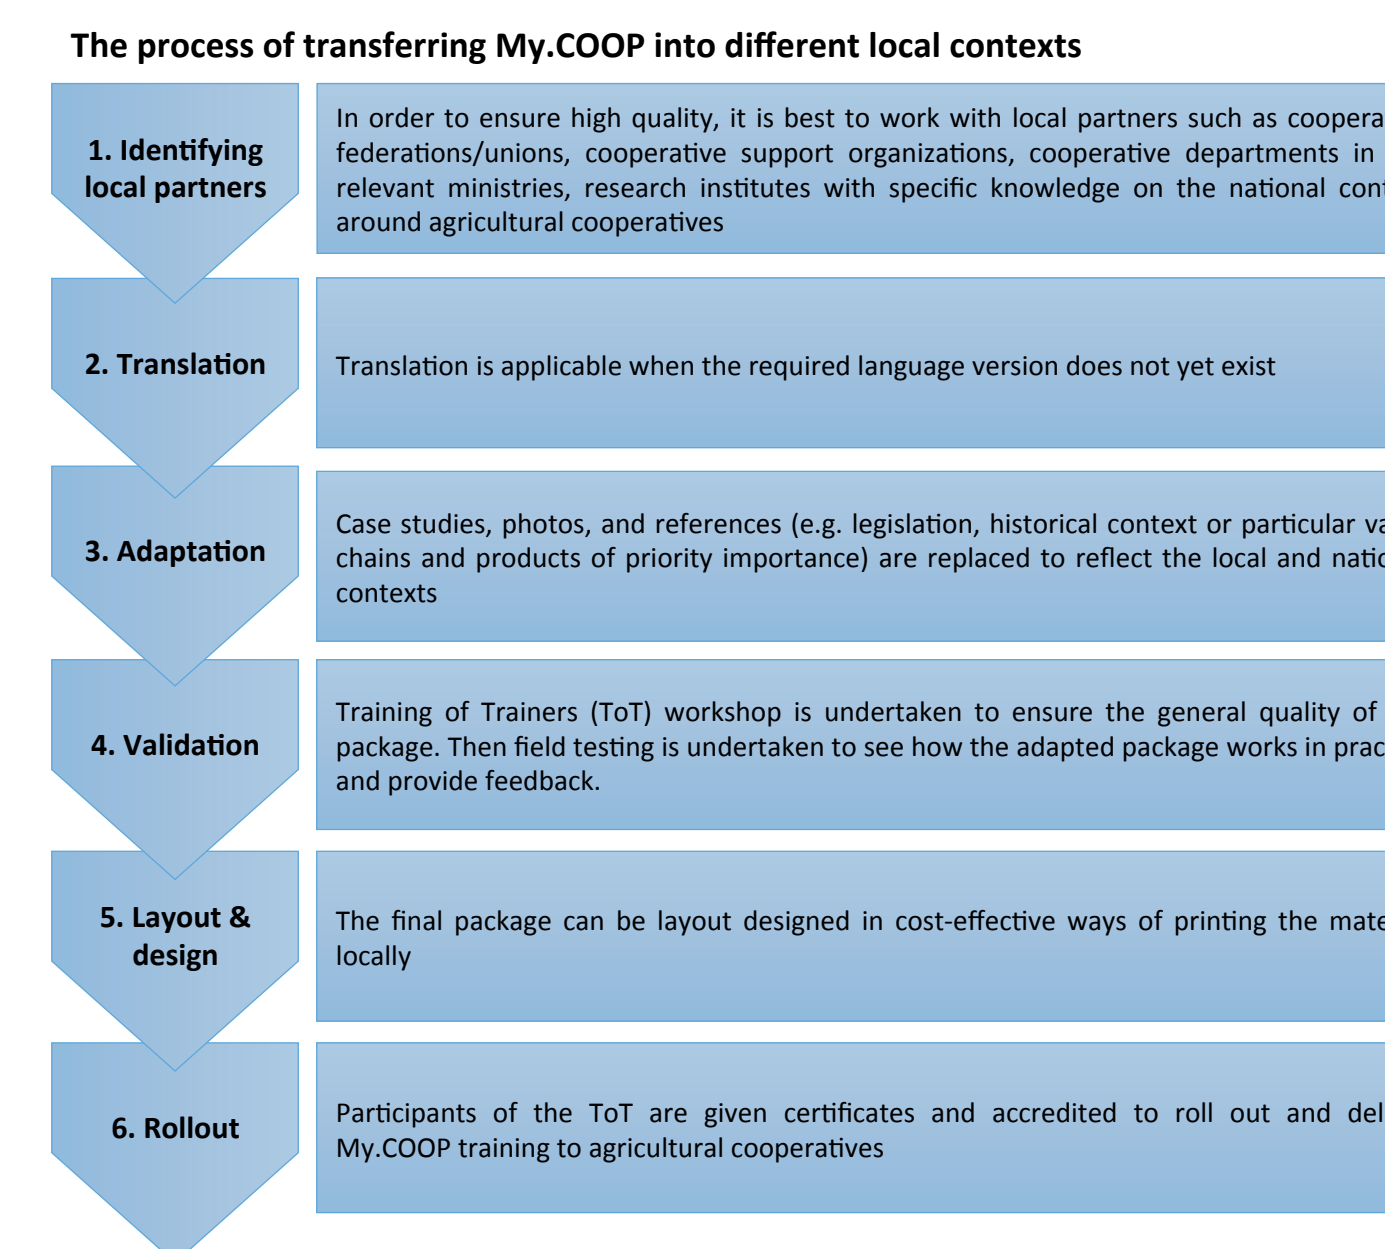 The process of transferring My.COOP into different local contexts
1. Identifying
local partners
In order to ensure high quality, it is best to work with local partners such as
federations/unions, cooperative support organizations, cooperative departments in
relevant ministries, research institutes with specific knowledge on the national
around agricultural cooperatives
2. Translation
Translation is applicable when the required language version does not yet exist
3. Adaptation
Case studies, photos, and references (e.g. legislation, historical context or particular
chains and products of priority importance) are replaced to reflect the local and
contexts
4. Validation
Training of Trainers (ToT) workshop is undertaken to ensure the general quality of
package. Then field testing is undertaken to see how the adapted package works in
and provide feedback.
5. Layout &
design
The final package can be layout designed in cost-effective ways of printing the
locally
6. Rollout
Participants of the ToT are given certificates and accredited to roll out and
My.COOP training to agricultural cooperatives